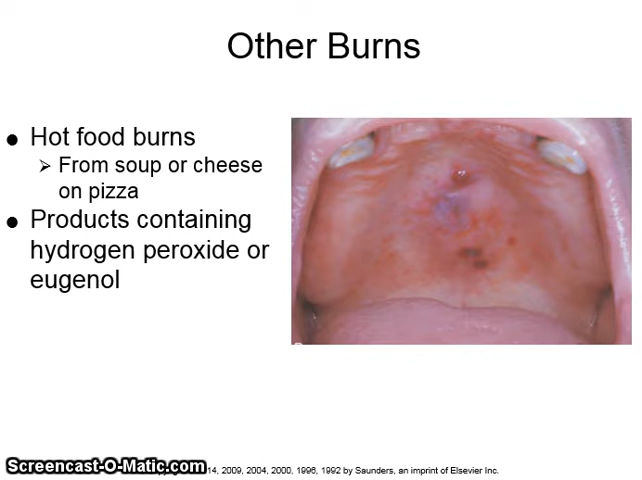 Other Burns
● Hot food burns
➢ From soup or cheese
on pizza
● Products containing
hydrogen peroxide or
eugenol
14, 2009, 2004, 2000, 1996, 1992 by Saunders, an imprint of Elsevier Inc.
Screencast-O-Matic.com